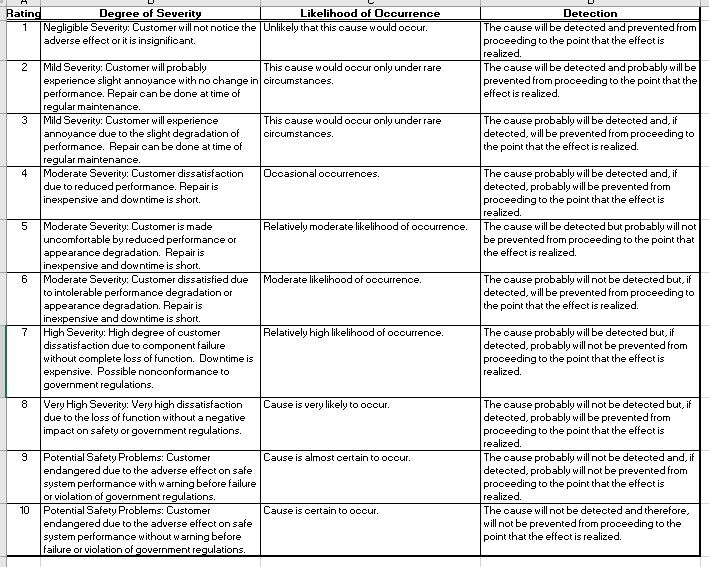 Rating Degree of Severity Likelihood of Occurrence Detection
1 Negligible Severity: Customer will not notice the Unlikely that this cause would occur. The cause will be detected and prevented from
adverse effect or it is insignificant. proceeding to the point that the effect is
realized.
2 Mild Severity: Customer will probably This cause would occur only under rare The cause will be detected and probably will be
experience slight annoyance with no change in circumstances. prevented from proceeding to the point that the
performance. Repair can be done at time of effect is realized.
regular maintenance.
3 Mild Severity: Customer will experience This cause would occur only under rare The cause probably will be detected and, if
annoyance due to the slight degradation of circumstances. detected, will be prevented from proceeding to
performance. Repair can be done at time of the point that the effect is realized.
regular maintenance.
4 Moderate Severity: Customer dissatisfaction Occasional occurrences. The cause probably will be detected and, if
due to reduced performance. Repair is detected, probably will be prevented from
inexpensive and downtime is short. proceeding to the point that the effect is
realized.
5 Moderate Severity: Customer is made Relatively moderate likelihood of occurrence. The cause will be detected but probably will not
uncomfortable by reduced performance or be prevented from proceeding to the point that
appearance degradation. Repair is the effect is realized.
inexpensive and downtime is short.
6 Moderate Severity: Customer dissatisfied due Moderate likelihood of occurrence. The cause probably will not be detected but, if
to intolerable performance degradation or detected, will be prevented from proceeding to
appearance degradation. Repair is the point that the effect is realized.
inexpensive and downtime is short.
7 High Severity: High degree of customer Relatively high likelihood of occurrence. The cause probably will be detected but, if
dissatisfaction due to component failure detected, probably will not be prevented from
without complete loss of function. Downtime is proceeding to the point that the effect is
expensive. Possible nonconformance to realized.
government regulations.
8 Very High Severity: Very high dissatisfaction Cause is very likely to occur. The cause probably will not be detected but, if
due to the loss of function without a negative detected, probably will be prevented from
impact on safety or government regulations. proceeding to the point that the effect is
realized.
9 Potential Safety Problems: Customer Cause is almost certain to occur. The cause probably will not be detected and, if
endangered due to the adverse effect on safe detected, probably will not be prevented from
system performance with warning before failure proceeding to the point that the effect is
or violation of government regulations. realized.
10 Potential Safety Problems: Customer Cause is certain to occur. The cause will not be detected and therefore,
endangered due to the adverse effect on safe will not be prevented from proceeding to the
system performance without warning before point that the effect is realized.
failure or violation of government regulations.